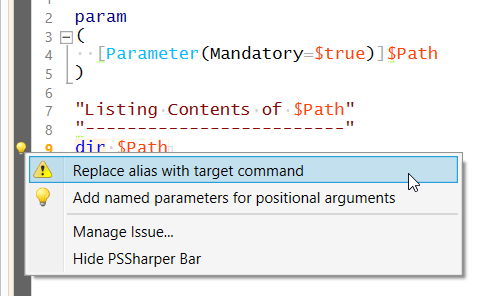 1
2 param
3 (
4 [Parameter(Mandatory=$true)]$Path
5 )
6
7 "Listing Contents of $Path"
8 "-------------------------"
9 dir $Path
Replace alias with target command
Add named parameters for positional arguments
Manage Issue...
Hide PSSharper Bar